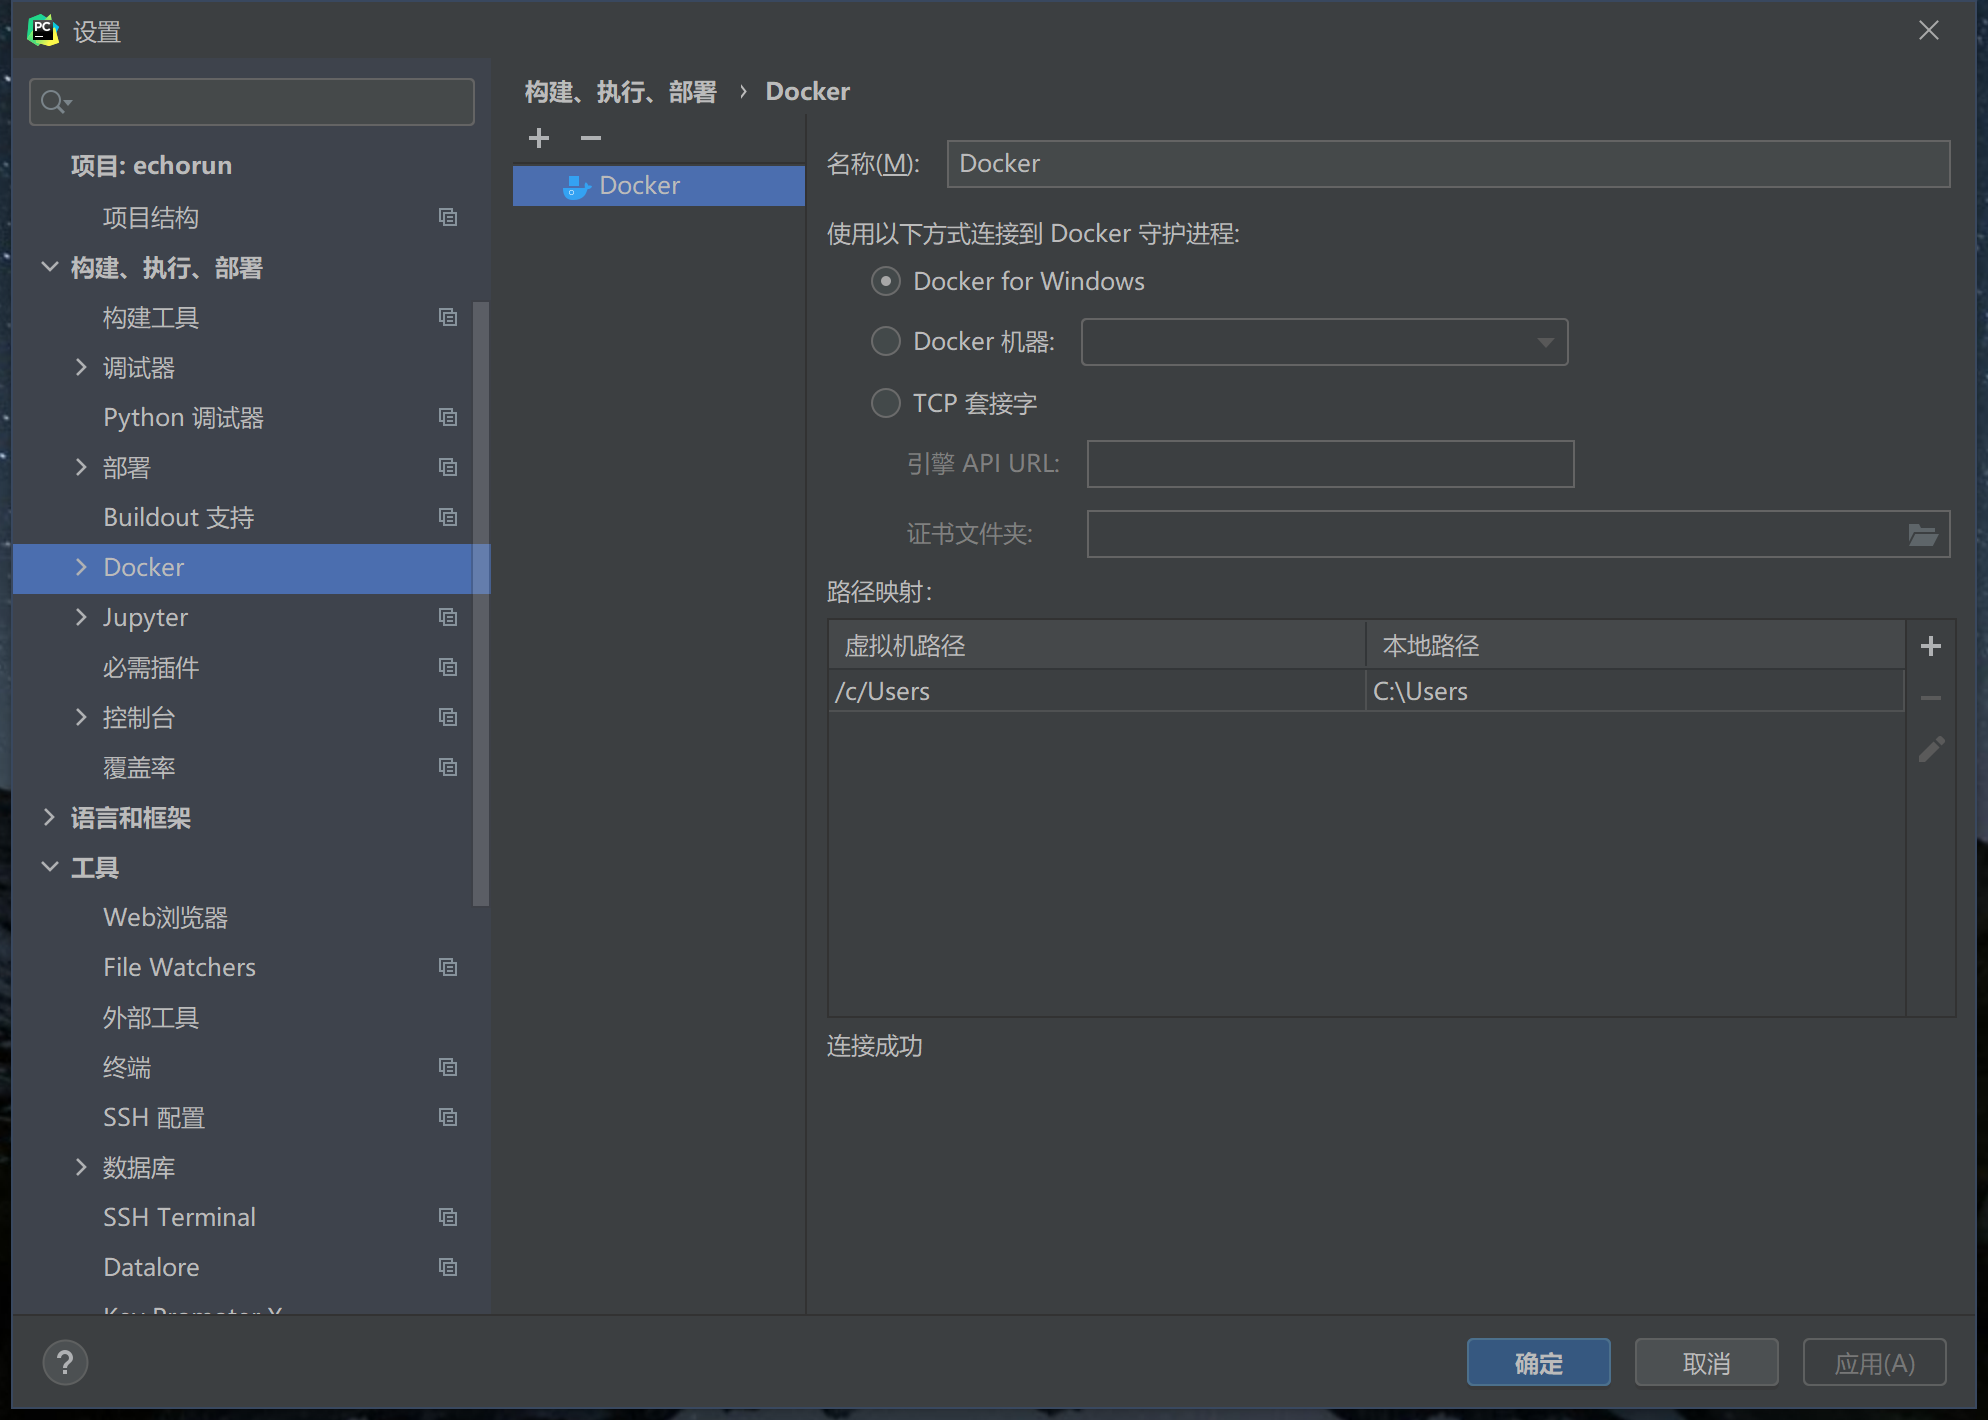 PC
设置
项目: echorun
项目结构
构建、执行、部署
构建工具
调试器
Python 调试器
部署
Buildout 支持
Docker
Jupyter
必需插件
控制台
覆盖率
语言和框架
工具
Web浏览器
File Watchers
外部工具
终端
SSH 配置
数据库
SSH Terminal
Datalore
Key Promoter X
构建、执行、部署 › Docker
Docker
名称(M): Docker
使用以下方式连接到 Docker 守护进程:
Docker for Windows
Docker 机器:
TCP 套接字
引擎 API URL:
证书文件夹:
路径映射:
虚拟机路径 本地路径
/c/Users C:\Users
连接成功
?
确定 取消 应用(A)